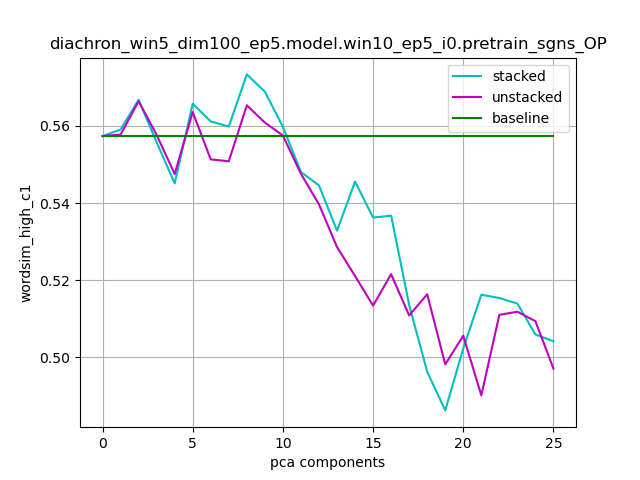 diachron_win5_dim100_ep5.model.win10_ep5_i0.pretrain_sgns_OP
stacked
unstacked
baseline
0.56
0.54
0.52
0.50
wordsim_high_c1
0 5 10 15 20 25
pca components